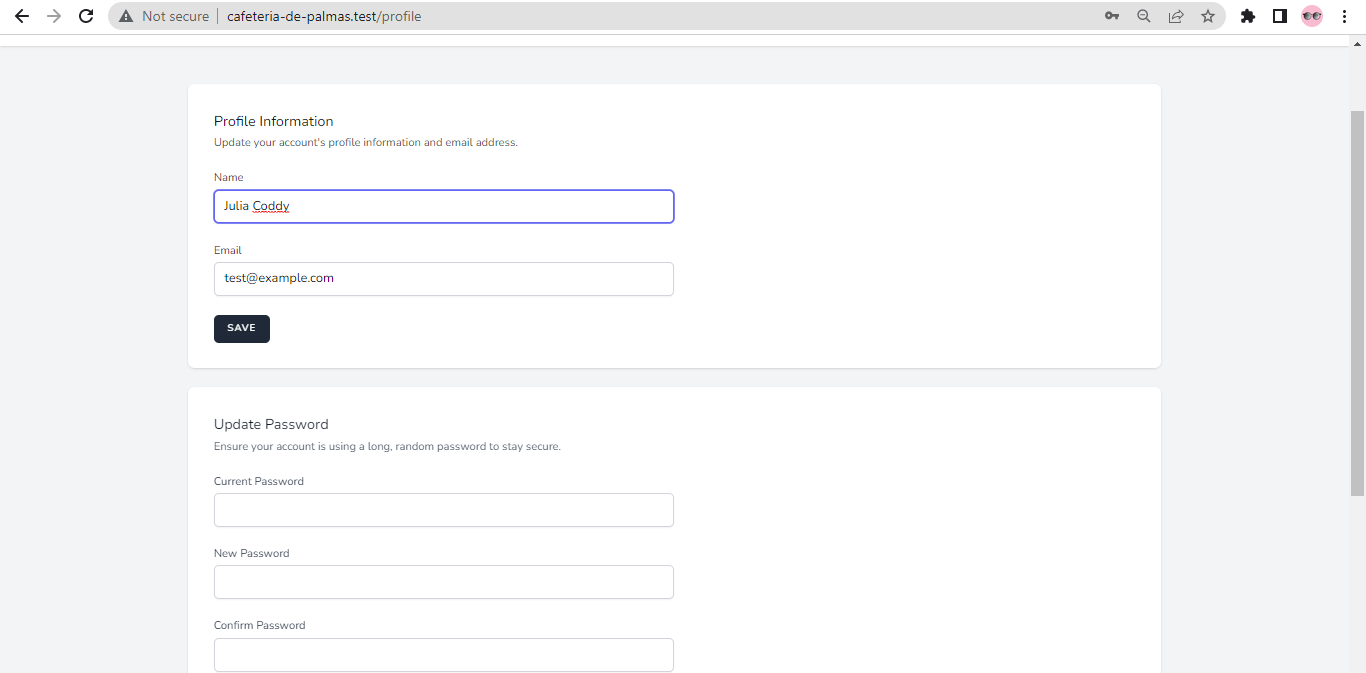 Not secure | cafeteria-de-palmas.test/profile
Profile Information
Update your account's profile information and email address.
Name
Julia Coddy
Email
test@example.com
SAVE
Update Password
Ensure your account is using a long, random password to stay secure.
Current Password
New Password
Confirm Password